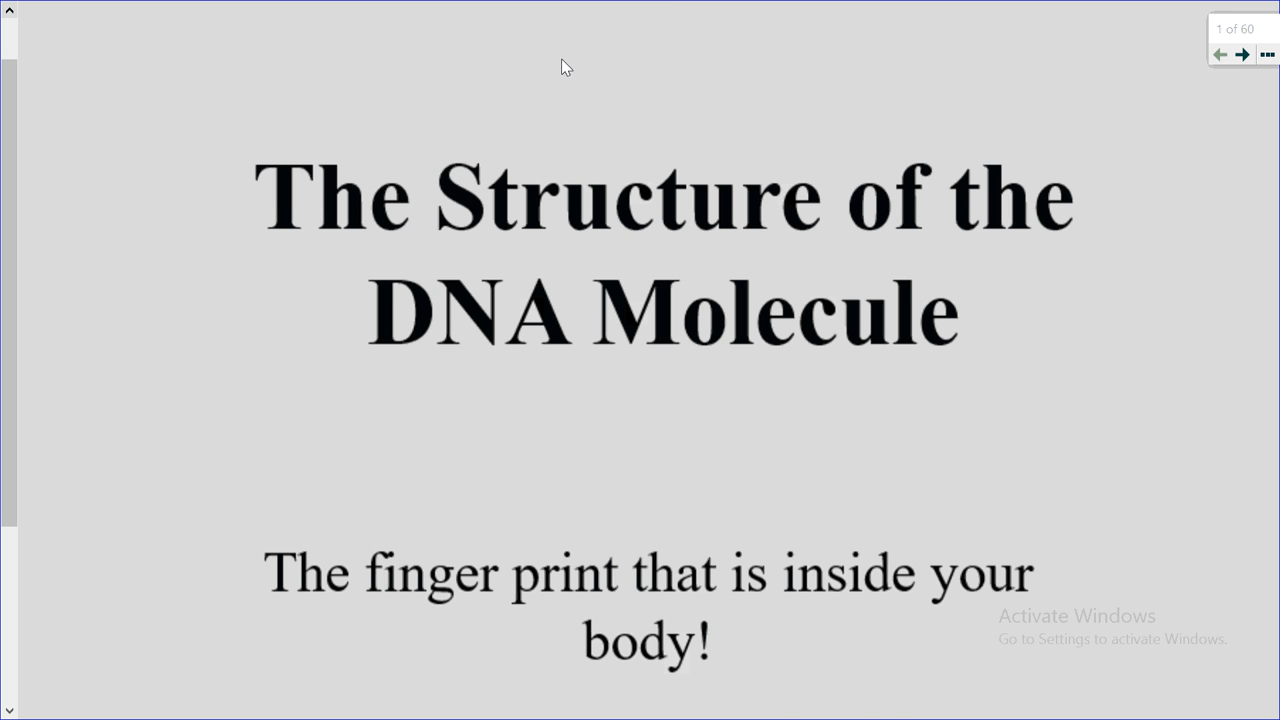 1 of 60
The Structure of the
DNA Molecule
The finger print that is inside your
body!
Activate Windows
Go to Settings to activate Windows.